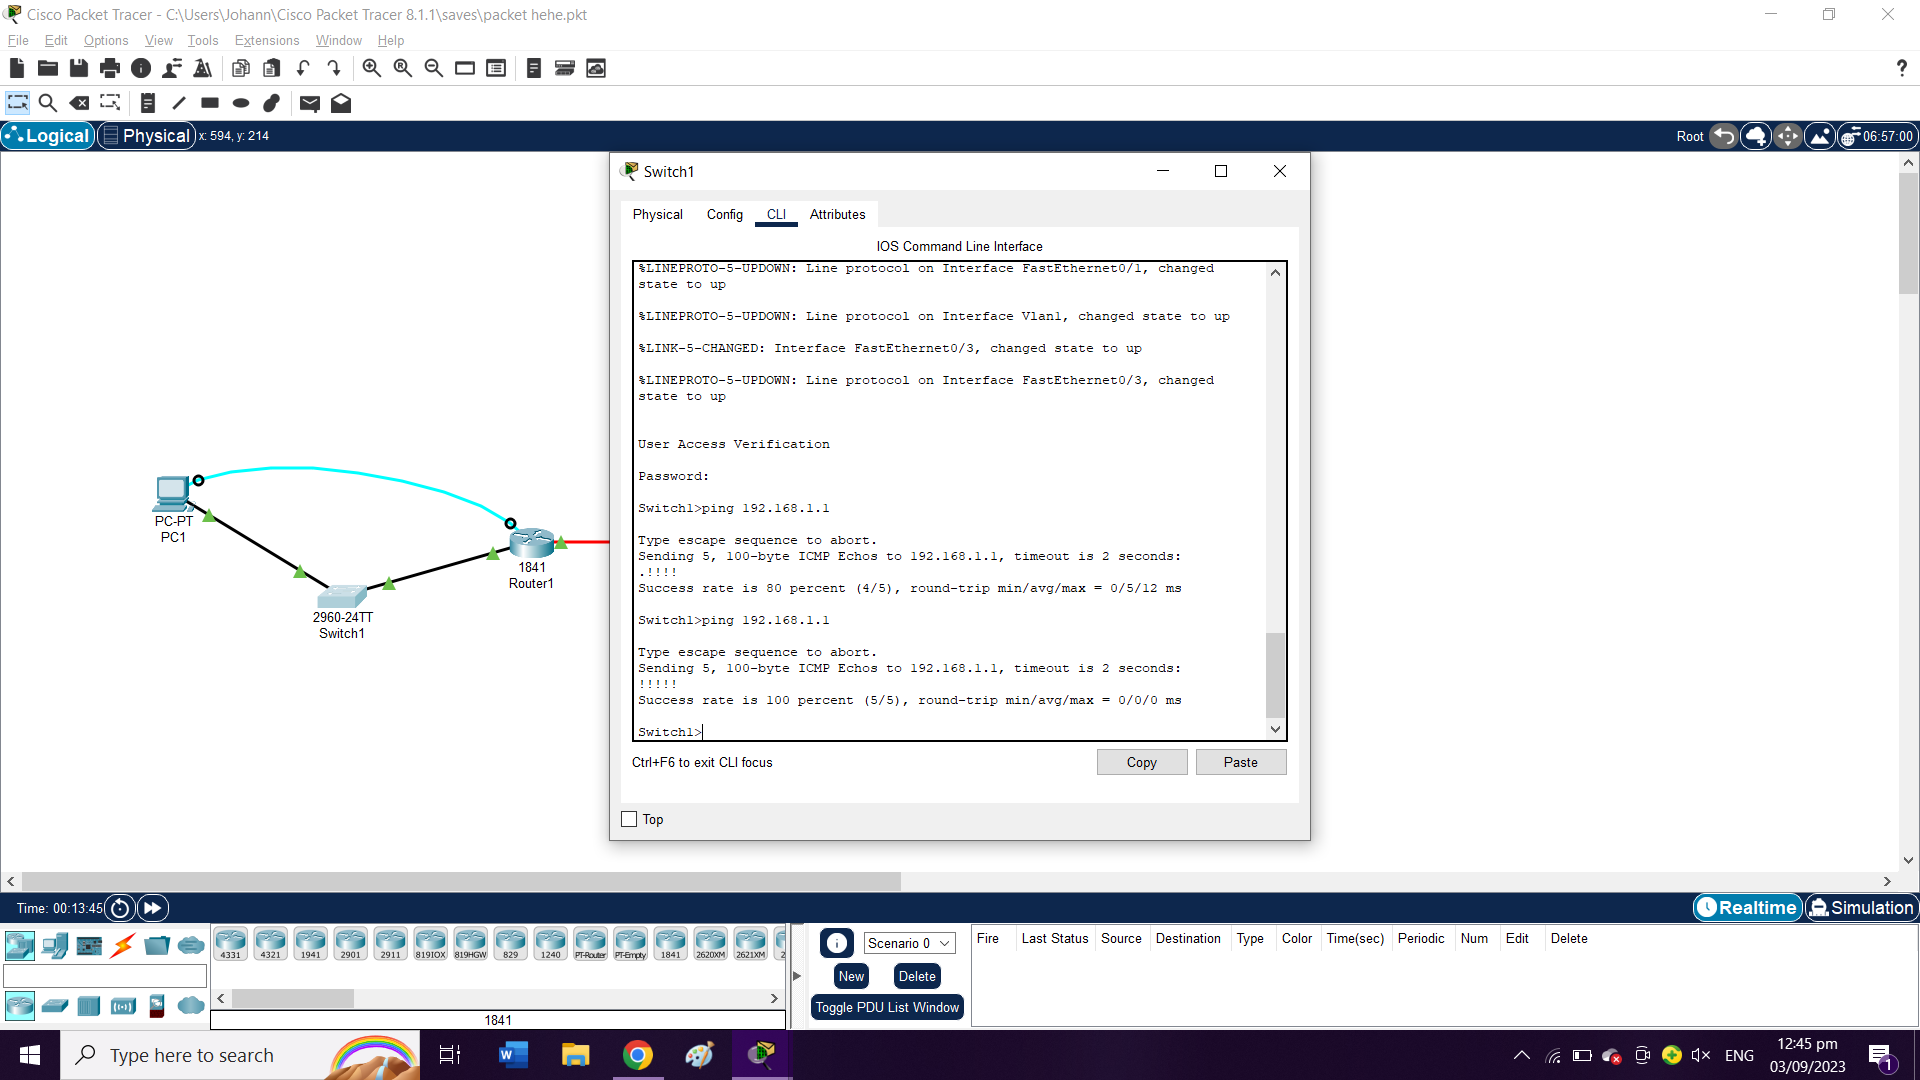 Cisco Packet Tracer - C:\Users\Johann\Cisco Packet Tracer 8.1.1\saves\packet hehe.pkt
File Edit Options View Tools Extensions Window Help
?
Logical Physical x: 594, y: 214
Root 06:57:00
Switch1
Physical Config CLI Attributes
IOS Command Line Interface
%LINEPROTO-5-UPDOWN: Line protocol on Interface FastEthernet0/1, changed
state to up
%LINEPROTO-5-UPDOWN: Line protocol on Interface Vlan1, changed state to up
%LINK-5-CHANGED: Interface FastEthernet0/3, changed state to up
%LINEPROTO-5-UPDOWN: Line protocol on Interface FastEthernet0/3, changed
state to up
User Access Verification
Password:
Switch1>ping 192.168.1.1
Type escape sequence to abort.
Sending 5, 100-byte ICMP Echos to 192.168.1.1, timeout is 2 seconds:
.!!!!
Success rate is 80 percent (4/5), round-trip min/avg/max = 0/5/12 ms
Switch1>ping 192.168.1.1
Type escape sequence to abort.
Sending 5, 100-byte ICMP Echos to 192.168.1.1, timeout is 2 seconds:
!!!!!
Success rate is 100 percent (5/5), round-trip min/avg/max = 0/0/0 ms
Switch1>
Ctrl+F6 to exit CLI focus
Copy Paste
Top
PC-PT
PC1
1841
Router1
2960-24TT
Switch1
Time: 00:13:45
Realtime Simulation
4331 4321 1941 2901 2911 819IOX 819HGW 829 1240 PT-Router PT-Empty 1841 2620XM 2621XM 2
1841
Scenario 0
New Delete
Toggle PDU List Window
Fire Last Status Source Destination Type Color Time(sec) Periodic Num Edit Delete
Type here to search
ENG
12:45 pm
03/09/2023
1